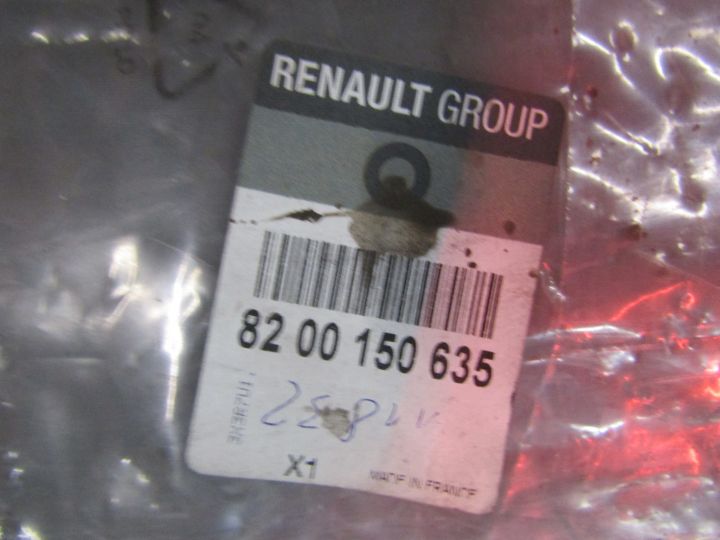 RENAULT GROUP
82 00 150 635
X1
MADE IN FRANCE